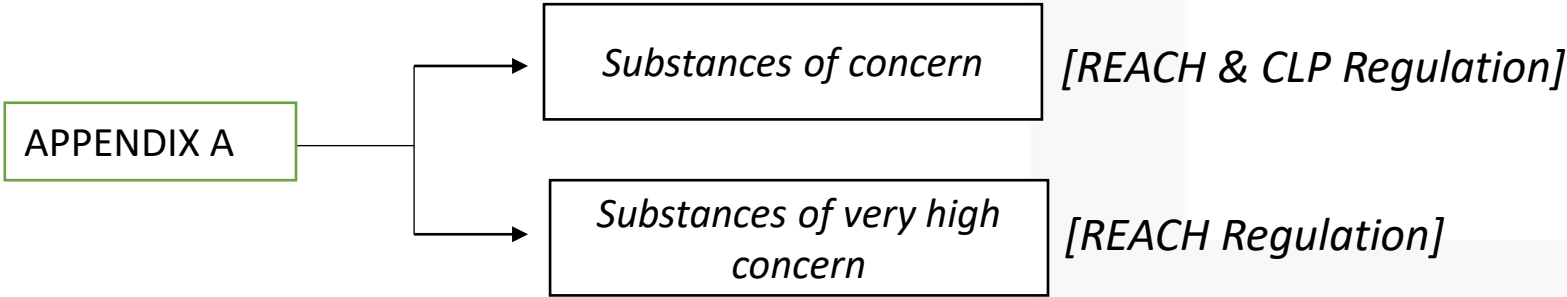 Substances of concern
[REACH & CLP Regulation]
APPENDIX A
Substances of very high
concern
[REACH Regulation]